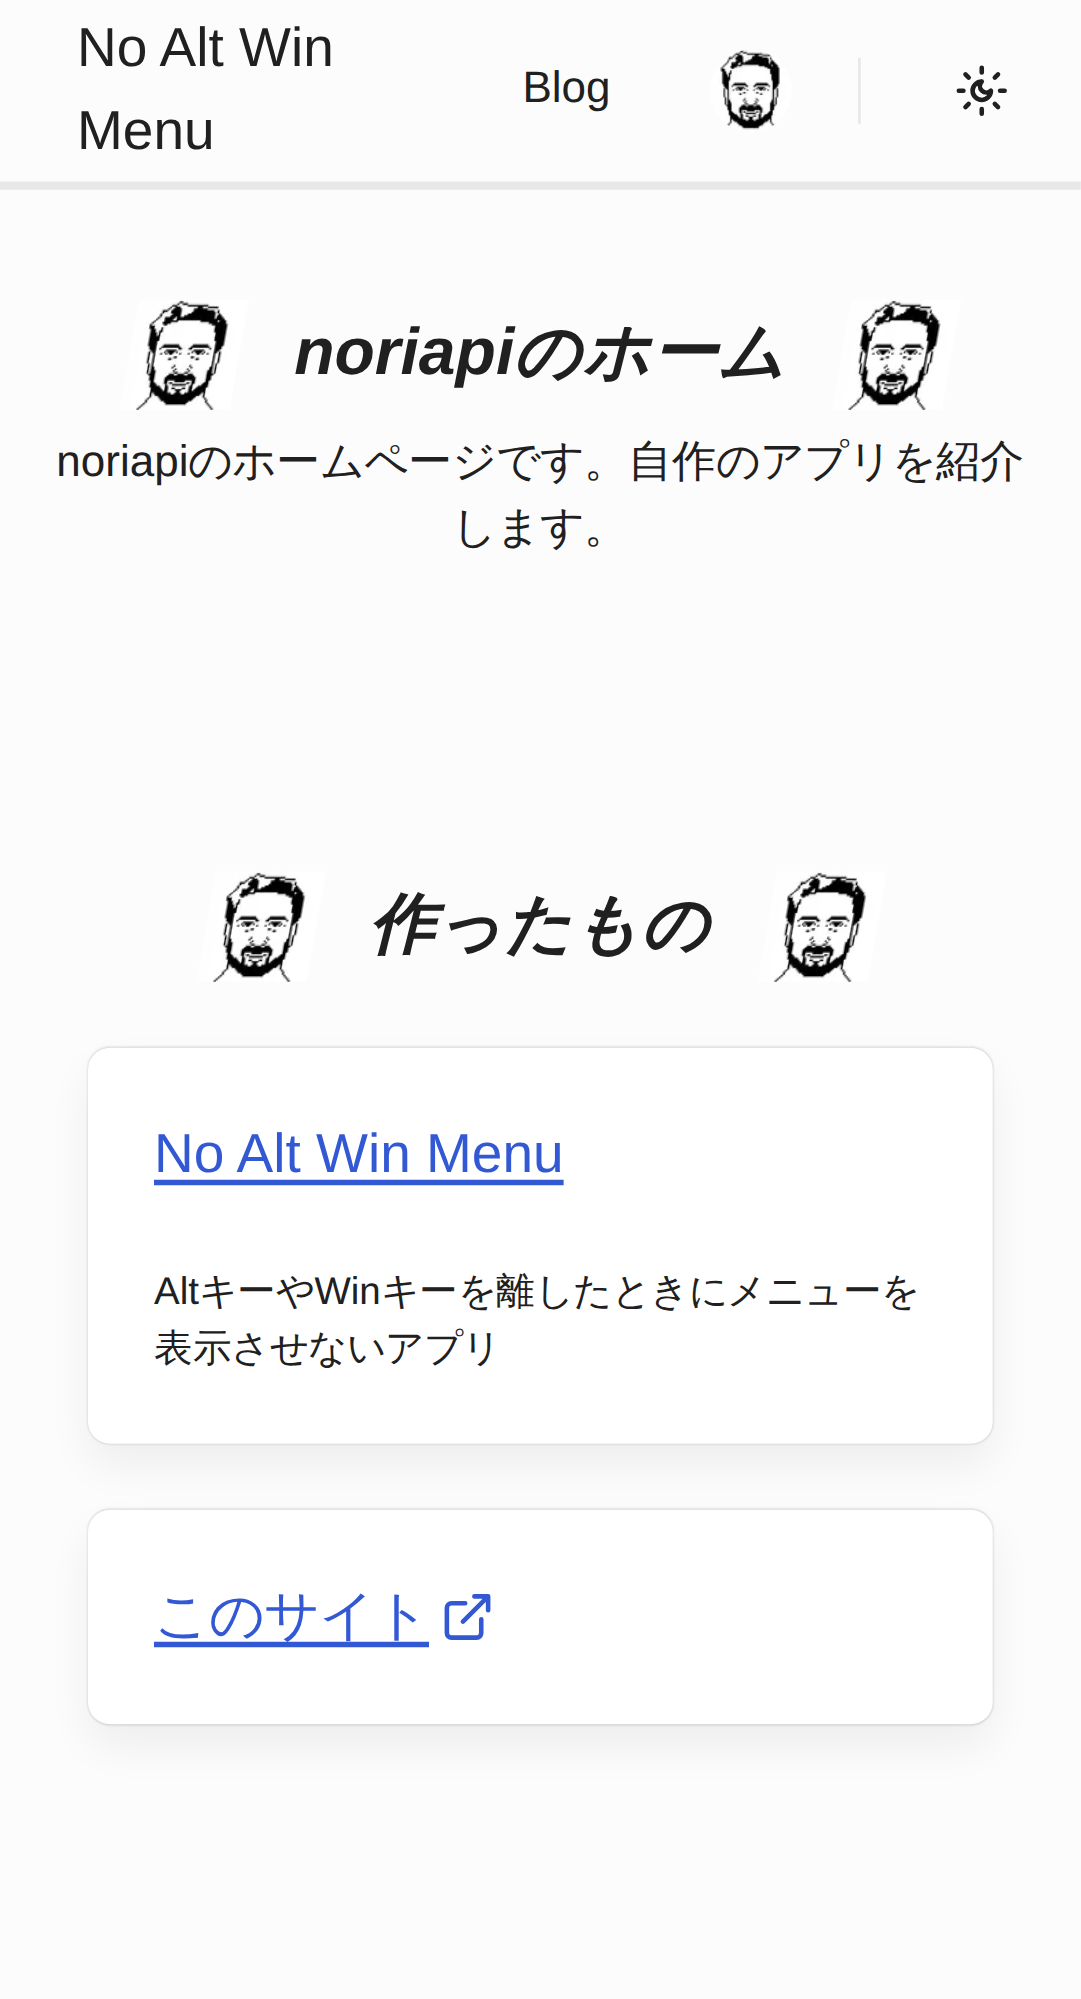 No Alt Win
Menu
Blog
noriapiのホーム
noriapiのホームページです。自作のアプリを紹介
します。
作ったもの
No Alt Win Menu
AltキーやWinキーを離したときにメニューを
表示させないアプリ
このサイト